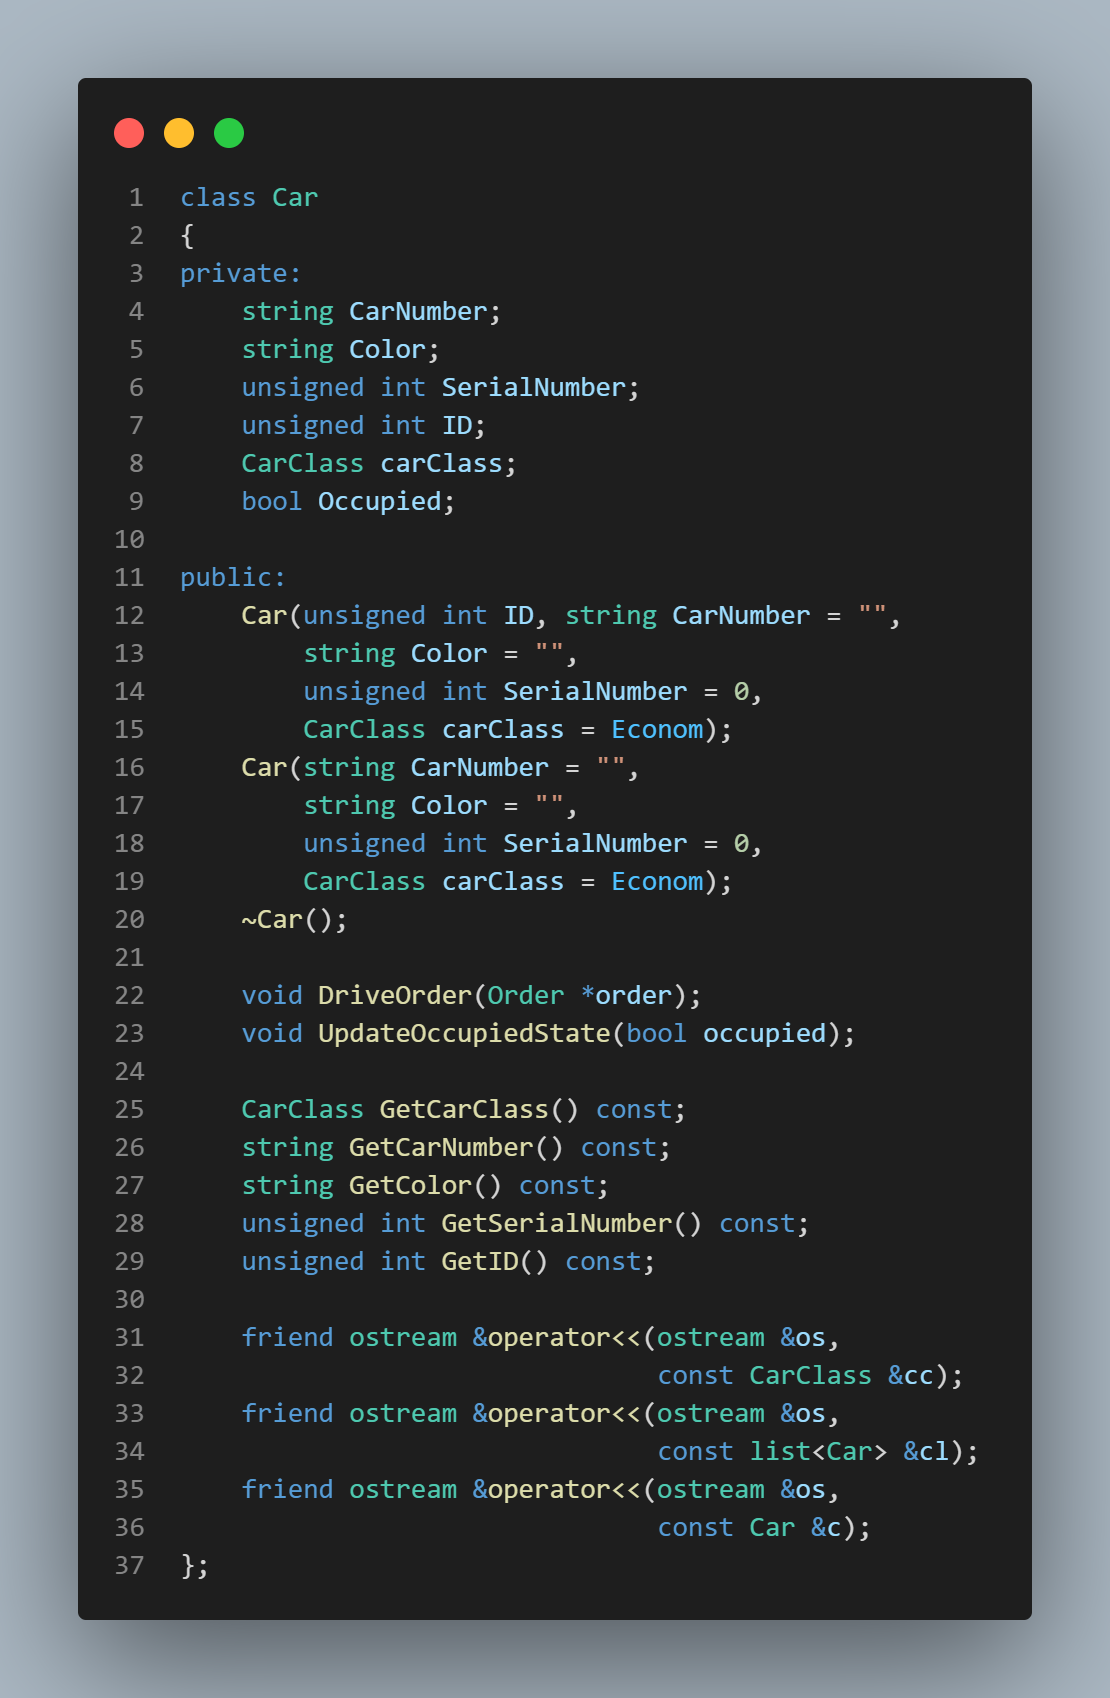 1 class Car
2 {
3 private:
4     string CarNumber;
5     string Color;
6     unsigned int SerialNumber;
7     unsigned int ID;
8     CarClass carClass;
9     bool Occupied;
10
11 public:
12     Car(unsigned int ID, string CarNumber = "",
13         string Color = "",
14         unsigned int SerialNumber = 0,
15         CarClass carClass = Econom);
16     Car(string CarNumber = "",
17         string Color = "",
18         unsigned int SerialNumber = 0,
19         CarClass carClass = Econom);
20     ~Car();
21
22     void DriveOrder(Order *order);
23     void UpdateOccupiedState(bool occupied);
24
25     CarClass GetCarClass() const;
26     string GetCarNumber() const;
27     string GetColor() const;
28     unsigned int GetSerialNumber() const;
29     unsigned int GetID() const;
30
31     friend ostream &operator<<(ostream &os,
32                                const CarClass &cc);
33     friend ostream &operator<<(ostream &os,
34                                const list<Car> &cl);
35     friend ostream &operator<<(ostream &os,
36                                const Car &c);
37 };